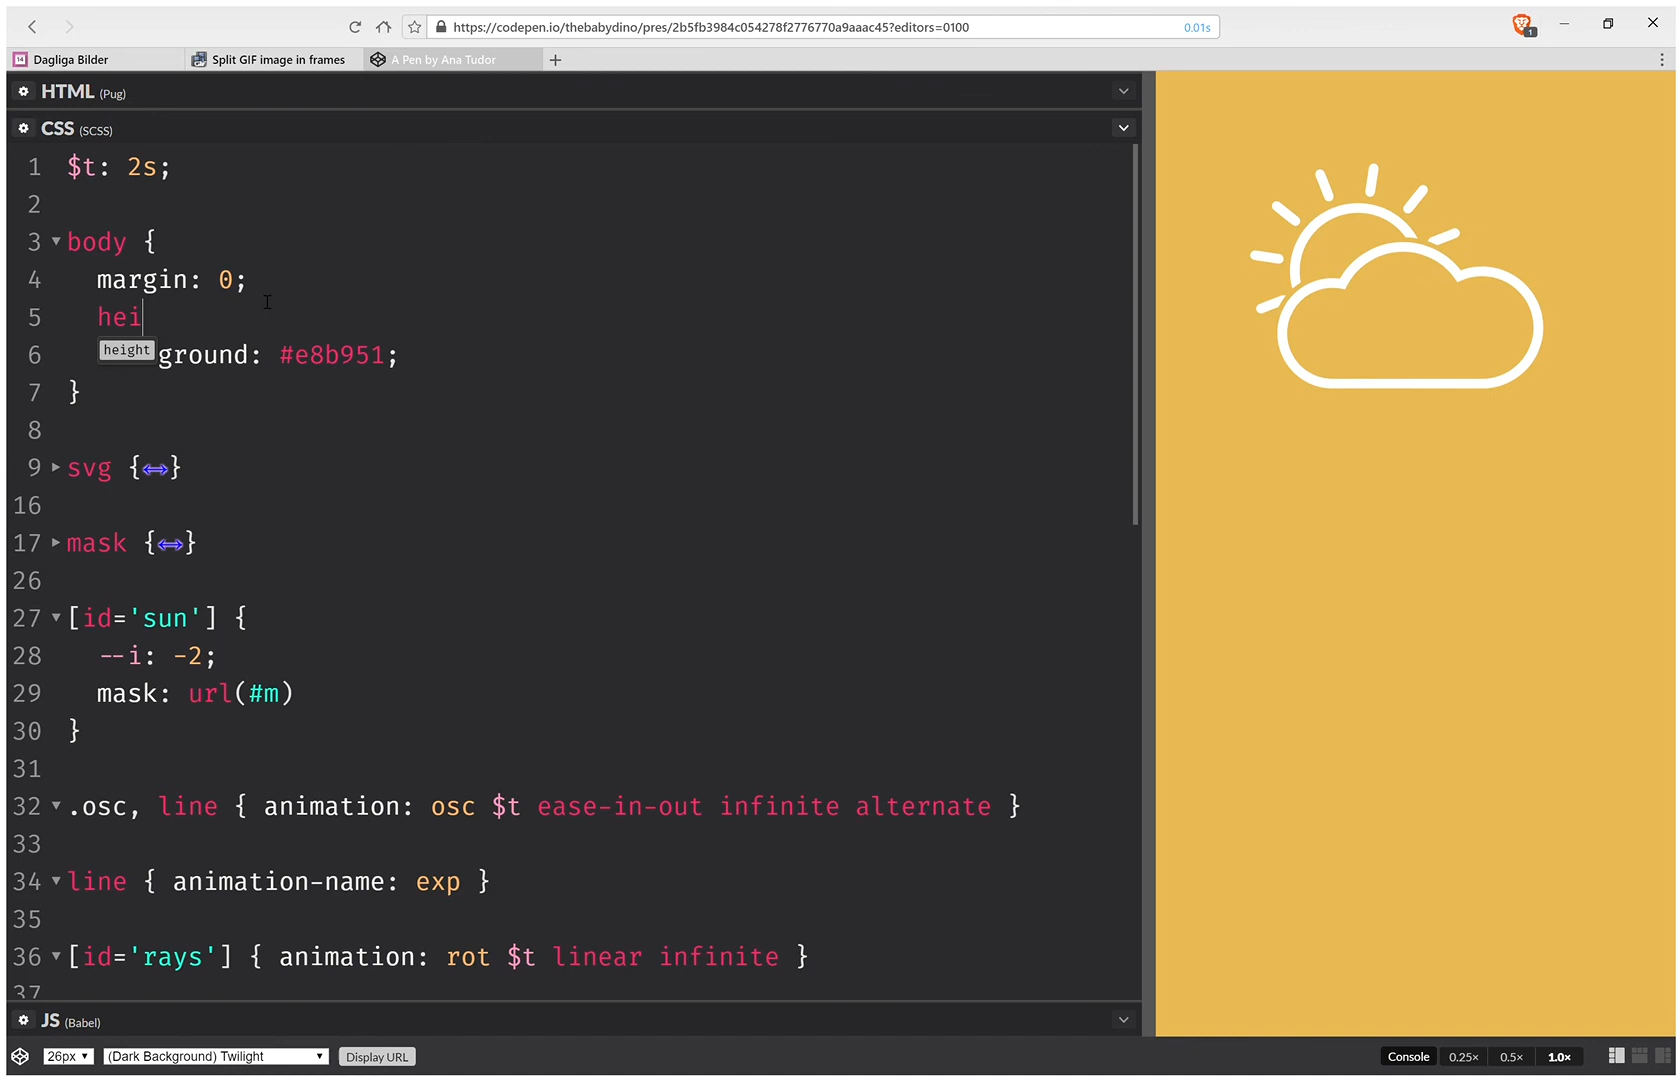 https://codepen.io/thebabydino/pres/2b5fb3984c054278f2776770a9aaac45?editors=0100 0.01s 1
14 Dagliga Bilder Split GIF image in frames A Pen by Ana Tudor
HTML (Pug)
CSS (SCSS)
1 $t: 2s;
2
3 body {
4 margin: 0;
5 hei
height
6 ground: #e8b951;
7 }
8
9 svg {↔}
16
17 mask {↔}
26
27 [id='sun'] {
28 --i: -2;
29 mask: url(#m)
30 }
31
32 .osc, line { animation: osc $t ease-in-out infinite alternate }
33
34 line { animation-name: exp }
35
36 [id='rays'] { animation: rot $t linear infinite }
37
JS (Babel)
26px (Dark Background) Twilight Display URL Console 0.25× 0.5× 1.0×